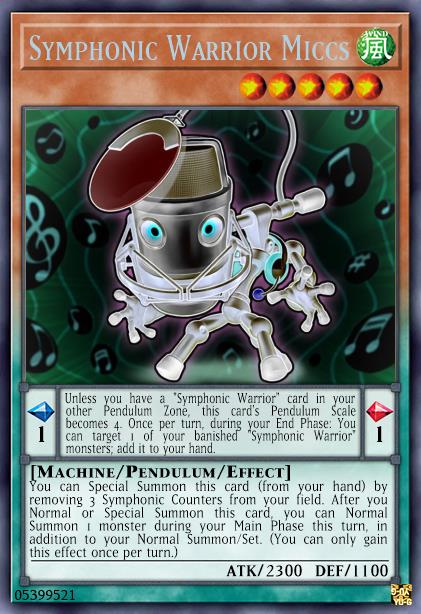 Symphonic Warrior Miccs
WIND
風
Unless you have a "Symphonic Warrior" card in your
other Pendulum Zone, this card's Pendulum Scale
becomes 4. Once per turn, during your End Phase: You
can target 1 of your banished "Symphonic Warrior"
monsters; add it to your hand.
1
1
[Machine/Pendulum/Effect]
You can Special Summon this card (from your hand) by
removing 3 Symphonic Counters from your field. After you
Normal or Special Summon this card, you can Normal
Summon 1 monster during your Main Phase this turn, in
addition to your Normal Summon/Set. (You can only gain
this effect once per turn.)
ATK/2300 DEF/1100
05399521